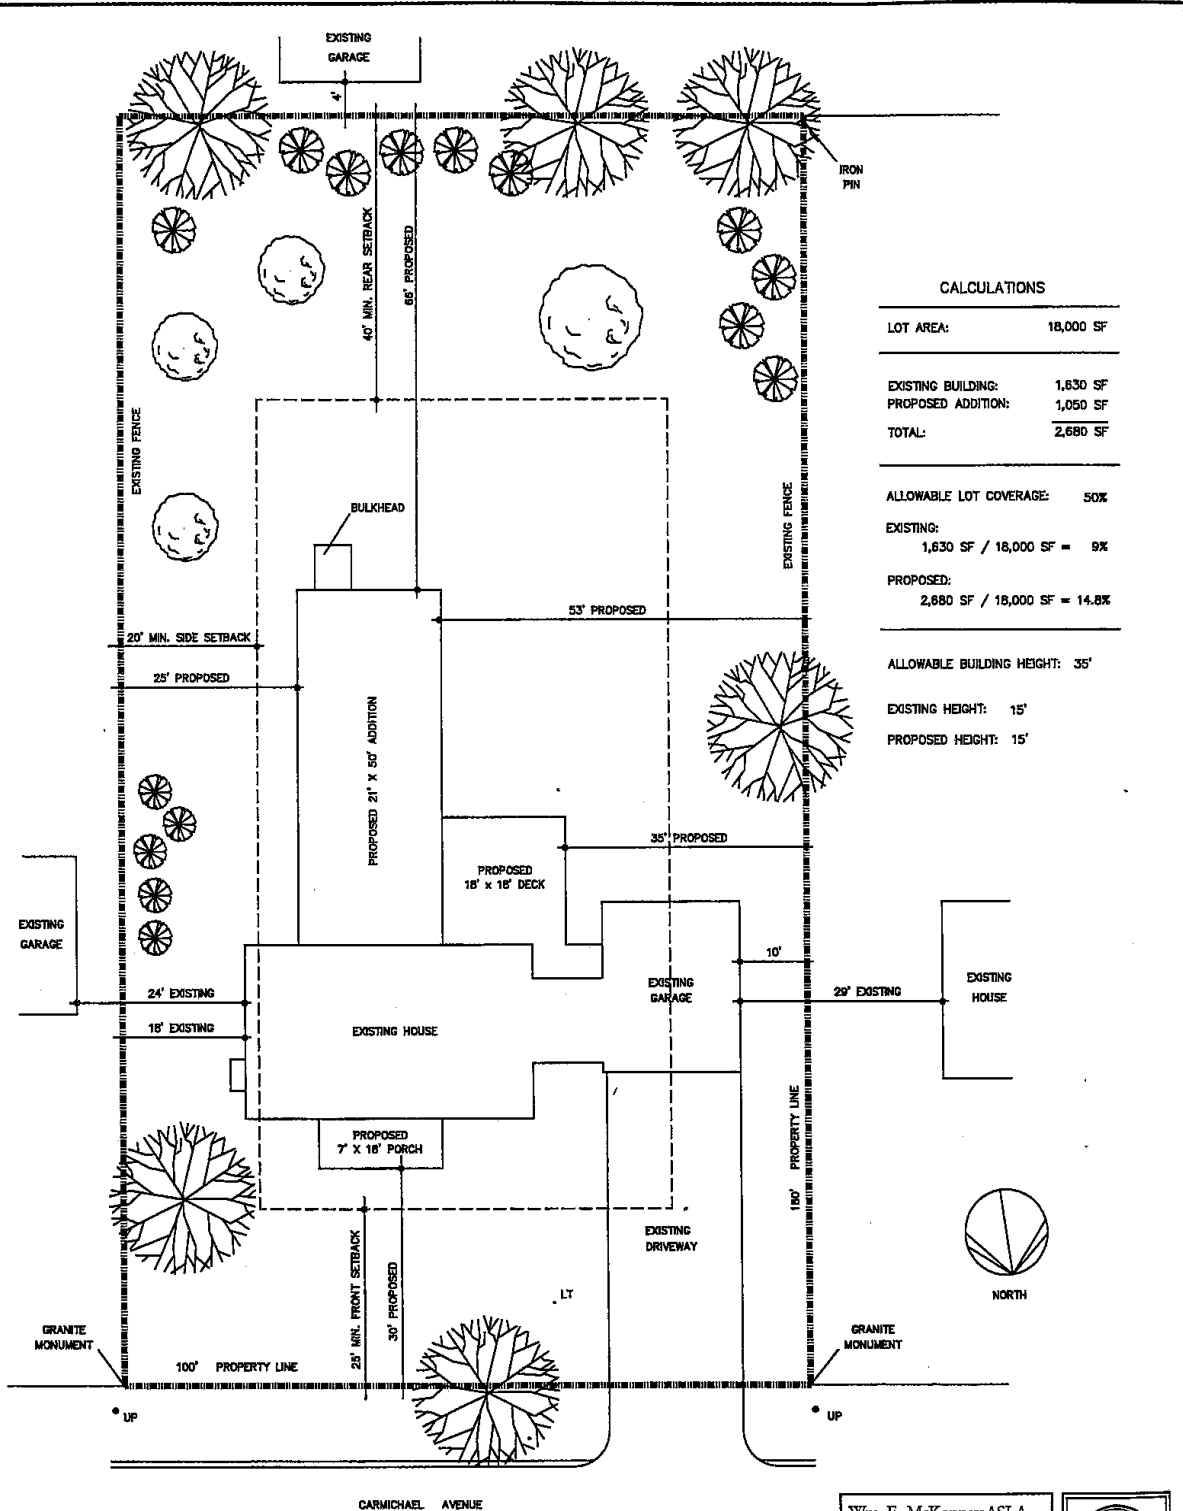 EXISTING
GARAGE
4'
IRON
PIN
40' MIN. REAR SETBACK
66' PROPOSED
CALCULATIONS
LOT AREA: 18,000 SF
EXISTING BUILDING: 1,630 SF
PROPOSED ADDITION: 1,050 SF
TOTAL: 2,680 SF
ALLOWABLE LOT COVERAGE: 50%
EXISTING:
1,630 SF / 18,000 SF = 9%
PROPOSED:
2,680 SF / 18,000 SF = 14.8%
ALLOWABLE BUILDING HEIGHT: 35'
EXISTING HEIGHT: 15'
PROPOSED HEIGHT: 15'
EXISTING FENCE
EXISTING FENCE
BULKHEAD
53' PROPOSED
20' MIN. SIDE SETBACK
25' PROPOSED
PROPOSED 21' X 50' ADDITION
35' PROPOSED
PROPOSED
18' x 18' DECK
EXISTING
GARAGE
24' EXISTING
18' EXISTING
EXISTING HOUSE
EXISTING
GARAGE
10'
29' EXISTING
EXISTING
HOUSE
PROPOSED
7' X 18' PORCH
180' PROPERTY LINE
EXISTING
DRIVEWAY
NORTH
25' MIN. FRONT SETBACK
30' PROPOSED
LT
GRANITE
MONUMENT
GRANITE
MONUMENT
100' PROPERTY LINE
UP
UP
CARMICHAEL AVENUE